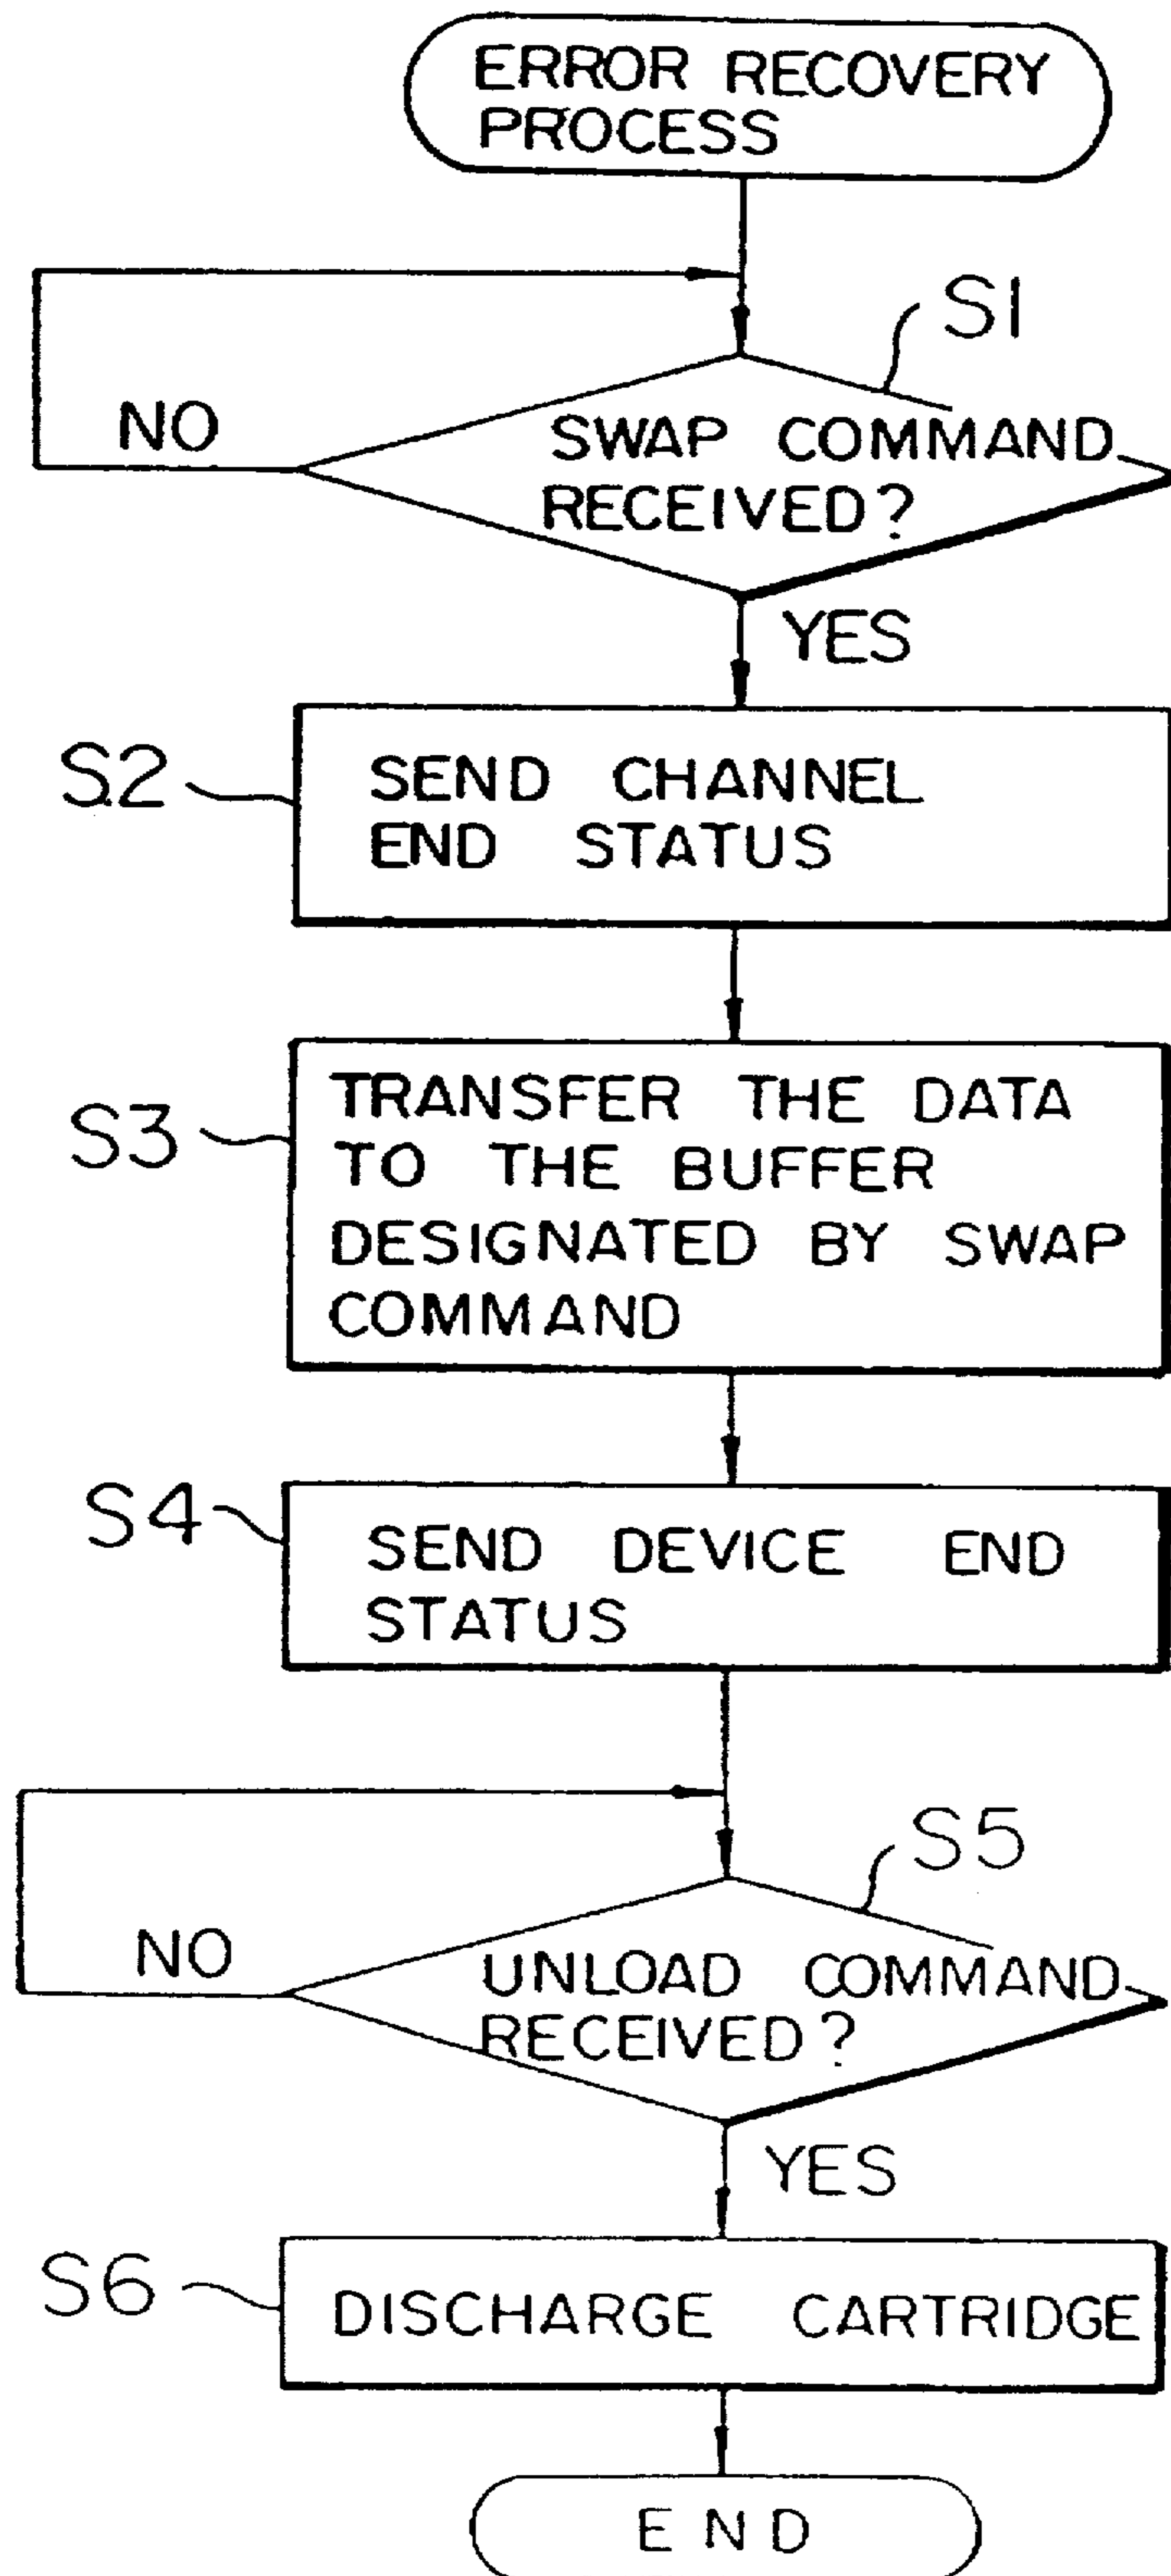 ERROR RECOVERY
PROCESS
S1
NO
SWAP COMMAND
RECEIVED?
YES
S2
SEND CHANNEL
END STATUS
S3
TRANSFER THE DATA
TO THE BUFFER
DESIGNATED BY SWAP
COMMAND
S4
SEND DEVICE END
STATUS
S5
NO
UNLOAD COMMAND
RECEIVED?
YES
S6
DISCHARGE CARTRIDGE
END